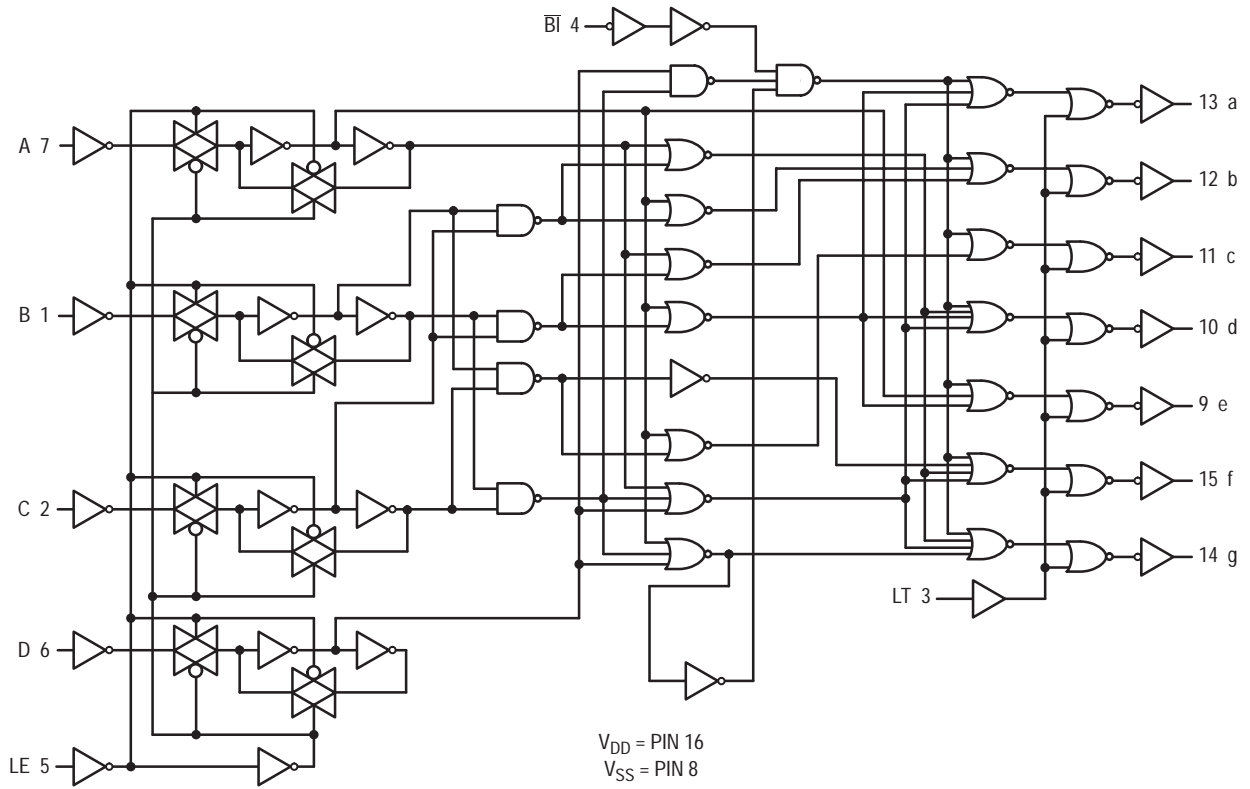 B̅I̅ 4
A 7
B 1
C 2
D 6
LE 5
13 a
12 b
11 c
10 d
9 e
15 f
14 g
LT 3
VDD = PIN 16
VSS = PIN 8